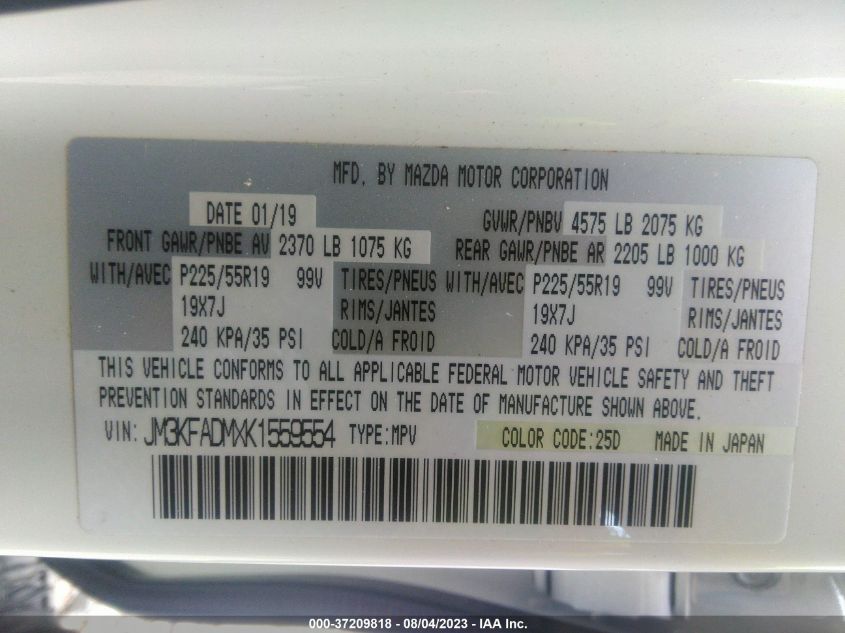 MFD. BY MAZDA MOTOR CORPORATION
DATE 01/19 GVWR/PNBV 4575 LB 2075 KG
FRONT GAWR/PNBE AV 2370 LB 1075 KG REAR GAWR/PNBE AR 2205 LB 1000 KG
WITH/AVEC P225/55R19 99V TIRES/PNEUS WITH/AVEC P225/55R19 99V TIRES/PNEUS
19X7J RIMS/JANTES 19X7J RIMS/JANTES
240 KPA/35 PSI COLD/A FROID 240 KPA/35 PSI COLD/A FROID
THIS VEHICLE CONFORMS TO ALL APPLICABLE FEDERAL MOTOR VEHICLE SAFETY AND THEFT
PREVENTION STANDARDS IN EFFECT ON THE DATE OF MANUFACTURE SHOWN ABOVE.
VIN: JM3KFADMXK1559554 TYPE:MPV COLOR CODE:25D MADE IN JAPAN
000-37209818 - 08/04/2023 - IAA Inc.